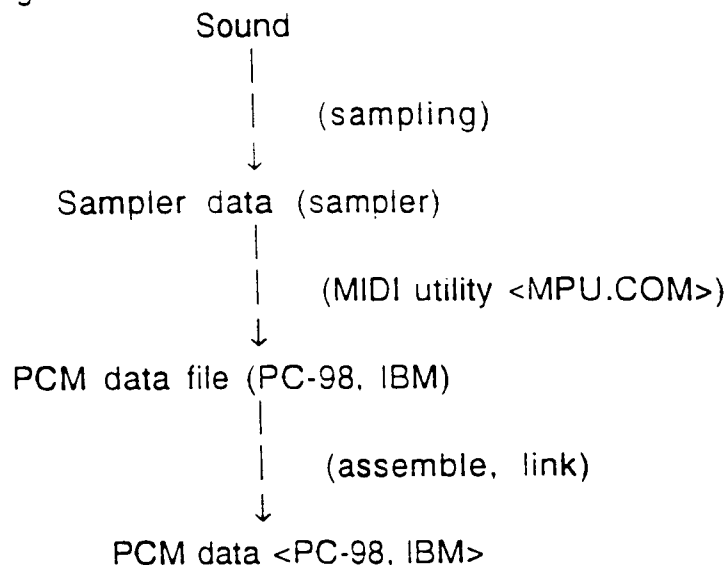 Sound
(sampling)
Sampler data (sampler)
(MIDI utility <MPU.COM>)
PCM data file (PC-98, IBM)
(assemble, link)
PCM data <PC-98, IBM>